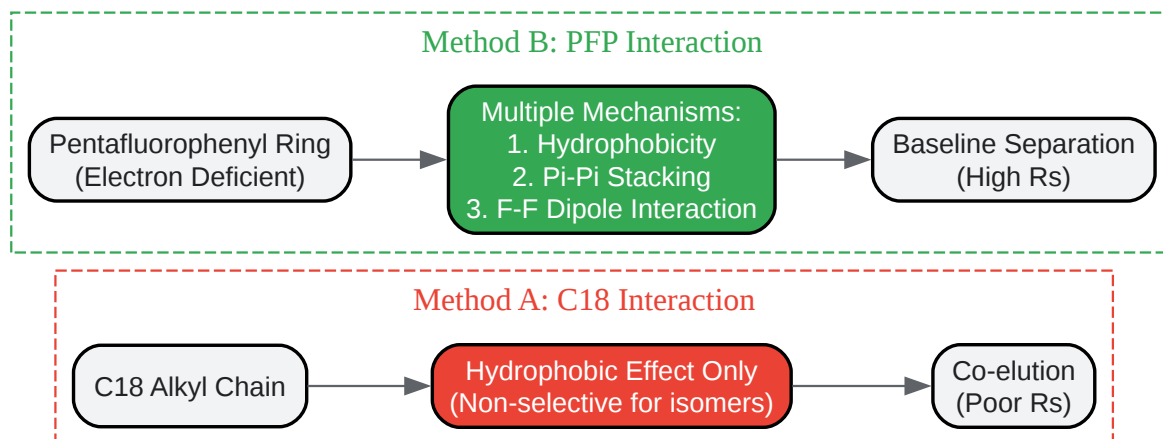 Method B: PFP Interaction
Pentafluorophenyl Ring
(Electron Deficient)
Multiple Mechanisms:
1. Hydrophobicity
2. Pi-Pi Stacking
3. F-F Dipole Interaction
Baseline Separation
(High Rs)
Method A: C18 Interaction
C18 Alkyl Chain
Hydrophobic Effect Only
(Non-selective for isomers)
Co-elution
(Poor Rs)